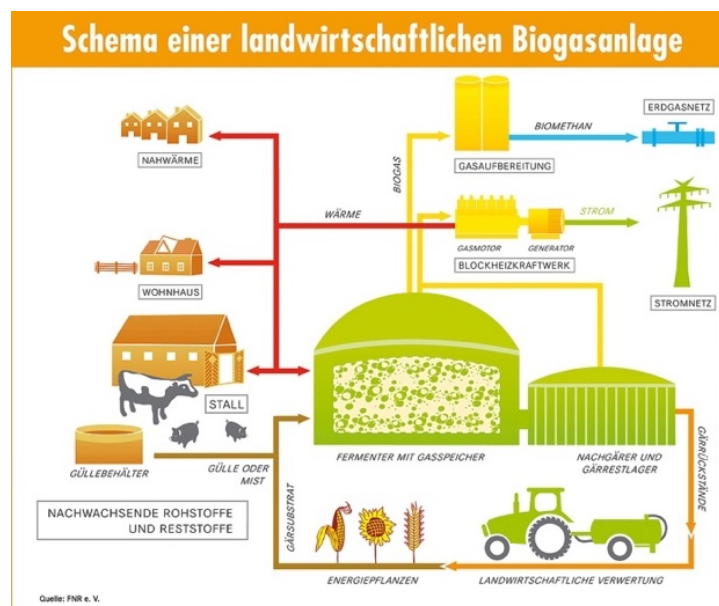 Schema einer landwirtschaftlichen Biogasanlage
ERDGASNETZ
BIOMETHAN
NAHWÄRME
GASAUFBEREITUNG
BIOGAS
WÄRME
STROM
GASMOTOR
GENERATOR
BLOCKHEIZKRAFTWERK
WOHNHAUS
STROMNETZ
STALL
GÜLLEBEHÄLTER
GÜLLE ODER
MIST
FERMENTER MIT GASSPEICHER
NACHGÄRER UND
GÄRRESTLAGER
GÄRRÜCKSTÄNDE
NACHWACHSENDE ROHSTOFFE
UND RESTSTOFFE
GÄRSUBSTRAT
ENERGIEPFLANZEN
LANDWIRTSCHAFTLICHE VERWERTUNG
Quelle: FNR e. V.